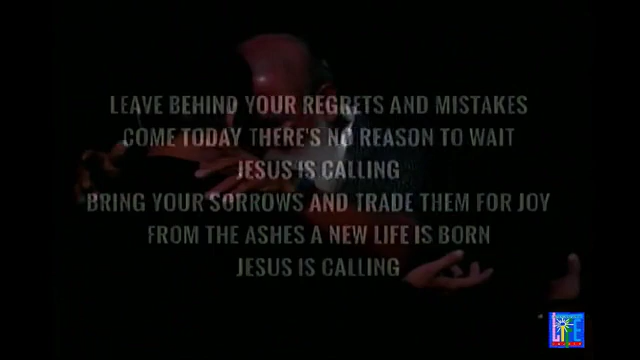 LEAVE BEHIND YOUR REGRETS AND MISTAKES
COME TODAY THERE'S NO REASON TO WAIT
JESUS IS CALLING
BRING YOUR SORROWS AND TRADE THEM FOR JOY
FROM THE ASHES A NEW LIFE IS BORN
JESUS IS CALLING
LIFE